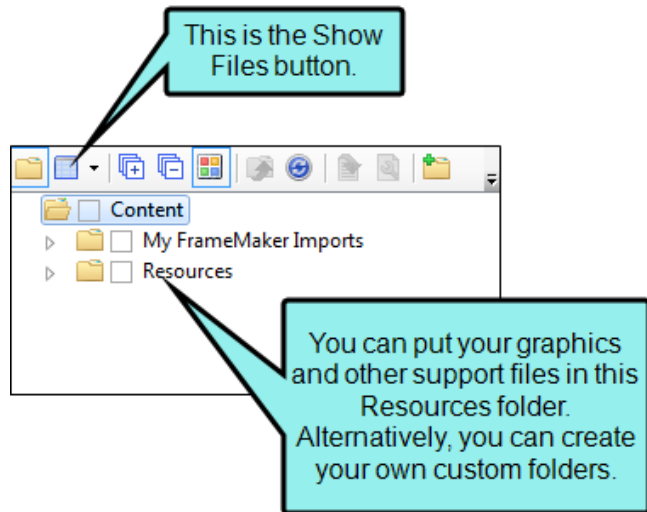 This is the Show
Files button.
Content
My FrameMaker Imports
Resources
You can put your graphics
and other support files in this
Resources folder.
Alternatively, you can create
your own custom folders.